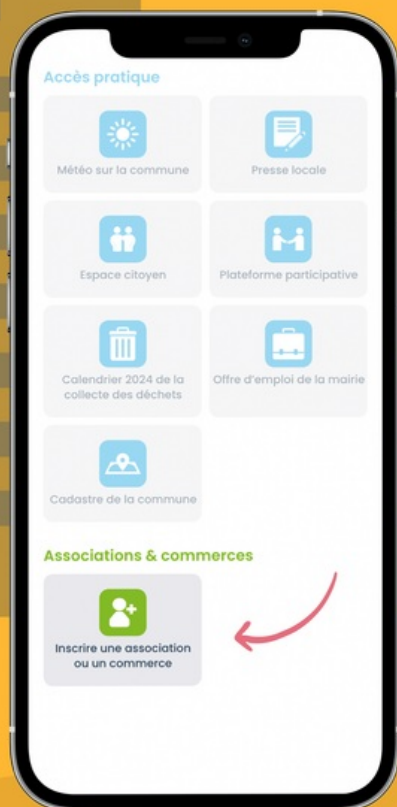 Accès pratique
Météo sur la commune
Presse locale
Espace citoyen
Plateforme participative
Calendrier 2024 de la
collecte des déchets
Offre d'emploi de la mairie
Cadastre de la commune
Associations & commerces
Inscrire une association
ou un commerce